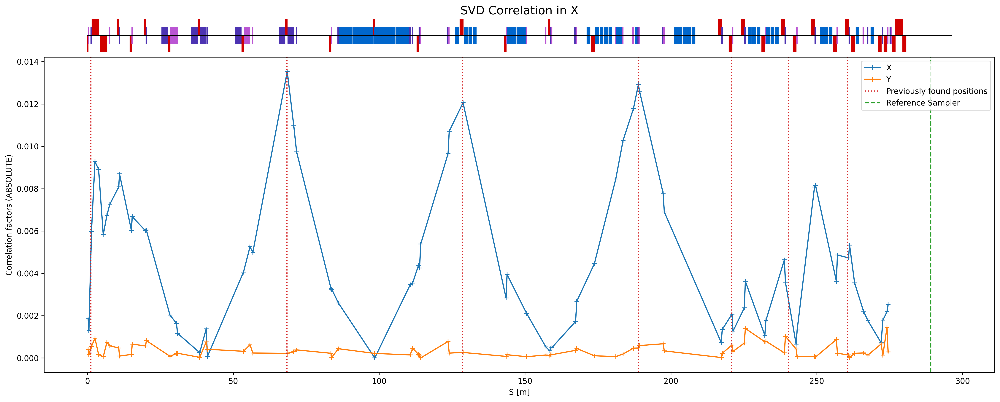 SVD Correlation in X
0.014
0.012
0.010
0.008
0.006
0.004
0.002
0.000
Correlation factors (ABSOLUTE)
X
Y
Previously found positions
Reference Sampler
0 50 100 150 200 250 300
S [m]